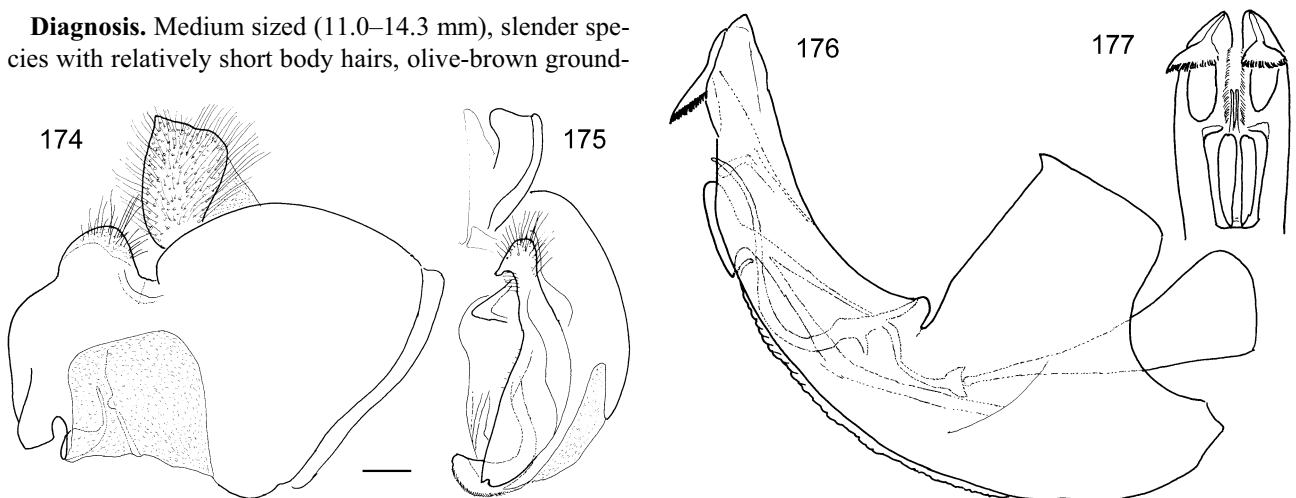 Diagnosis. Medium sized (11.0–14.3 mm), slender spe-
cies with relatively short body hairs, olive-brown ground-
174
175
176
177